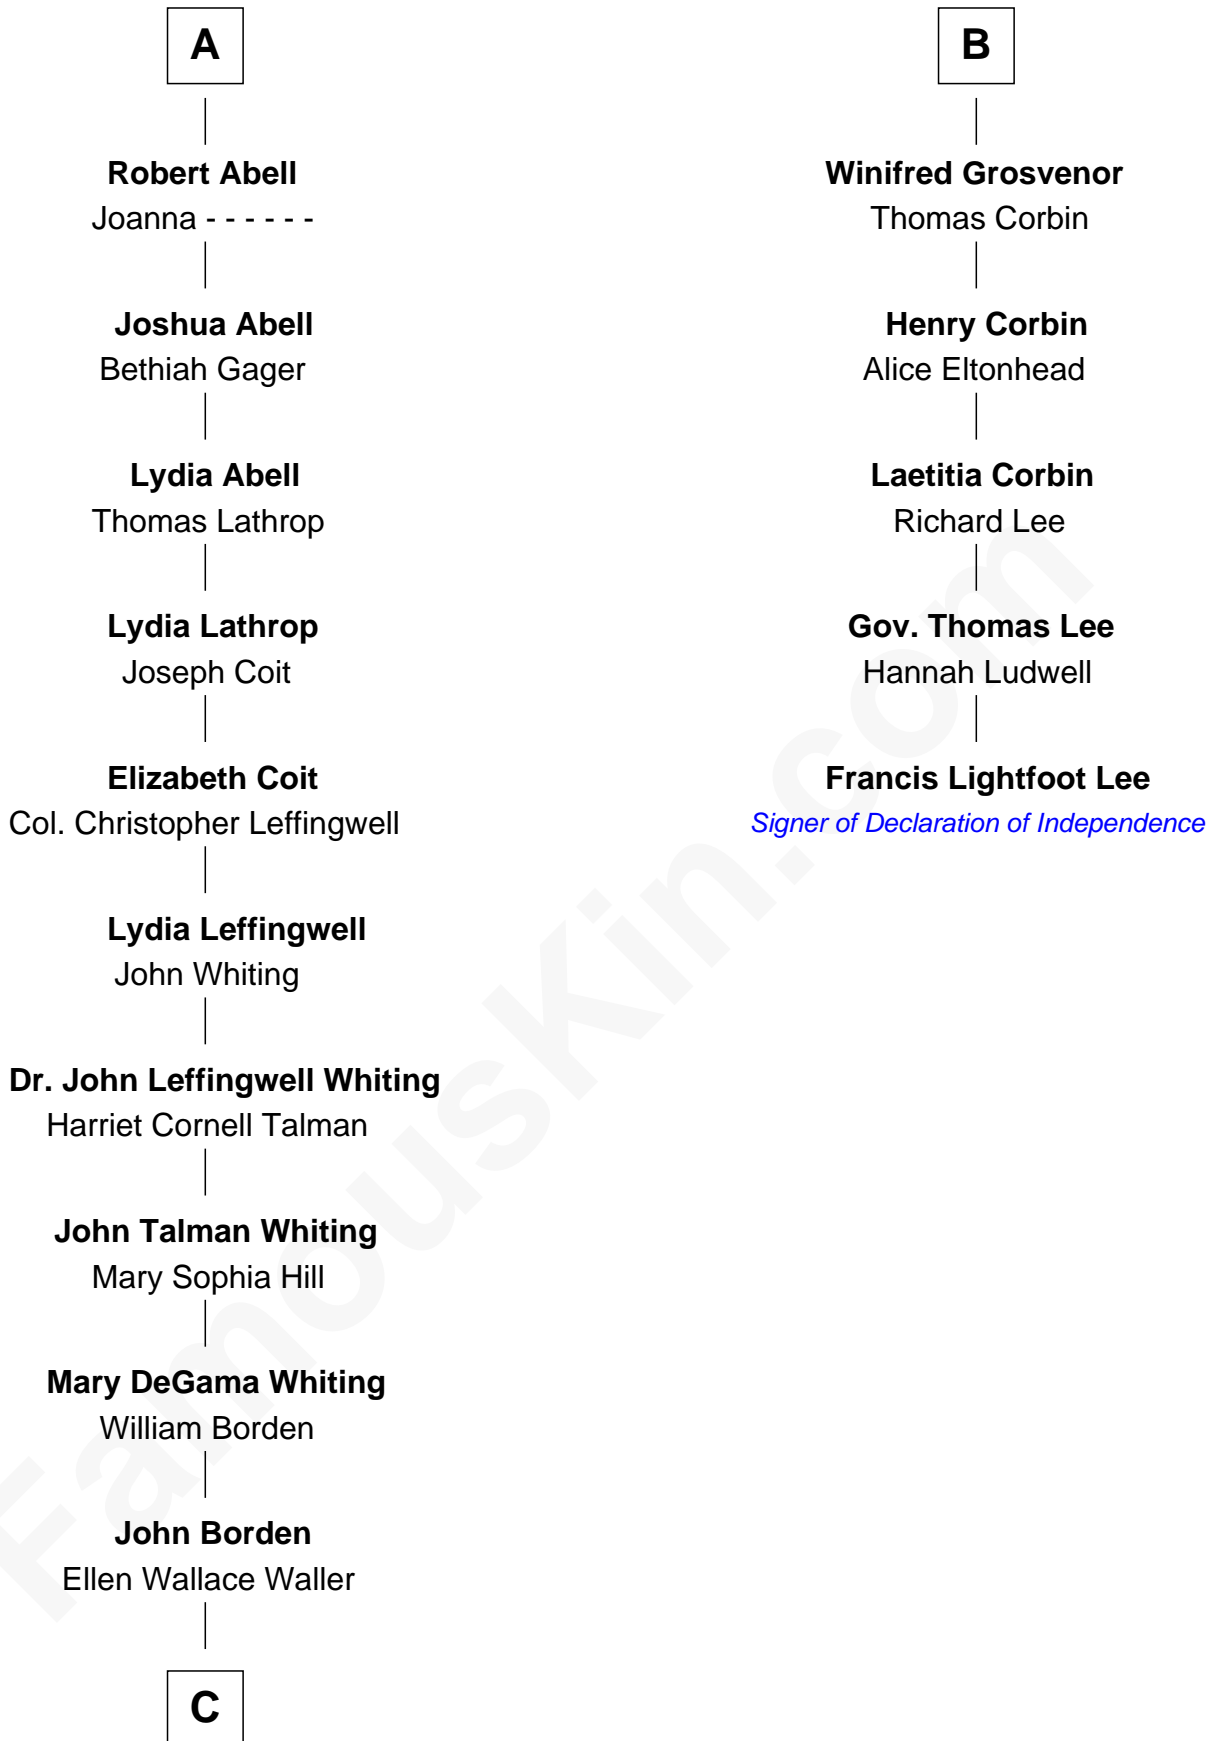 A
Robert Abell
Joanna - - - - - -
Joshua Abell
Bethiah Gager
Lydia Abell
Thomas Lathrop
Lydia Lathrop
Joseph Coit
Elizabeth Coit
Col. Christopher Leffingwell
Lydia Leffingwell
John Whiting
Dr. John Leffingwell Whiting
Harriet Cornell Talman
John Talman Whiting
Mary Sophia Hill
Mary DeGama Whiting
William Borden
John Borden
Ellen Wallace Waller
C
B
Winifred Grosvenor
Thomas Corbin
Henry Corbin
Alice Eltonhead
Laetitia Corbin
Richard Lee
Gov. Thomas Lee
Hannah Ludwell
Francis Lightfoot Lee
Signer of Declaration of Independence
FamousKin.com